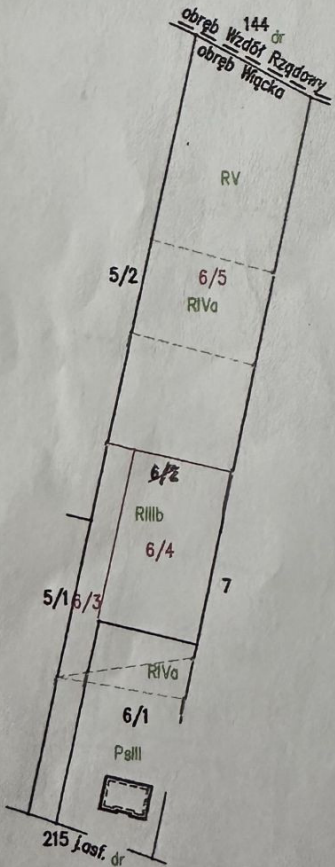 144 dr
obręb Wzdół Rządowy
obręb Wiącka
RV
5/2
6/5
RIVa
6/2
RIIIb
6/4
5/1
6/3
7
RIVa
6/1
PsIII
215 j.asf. dr